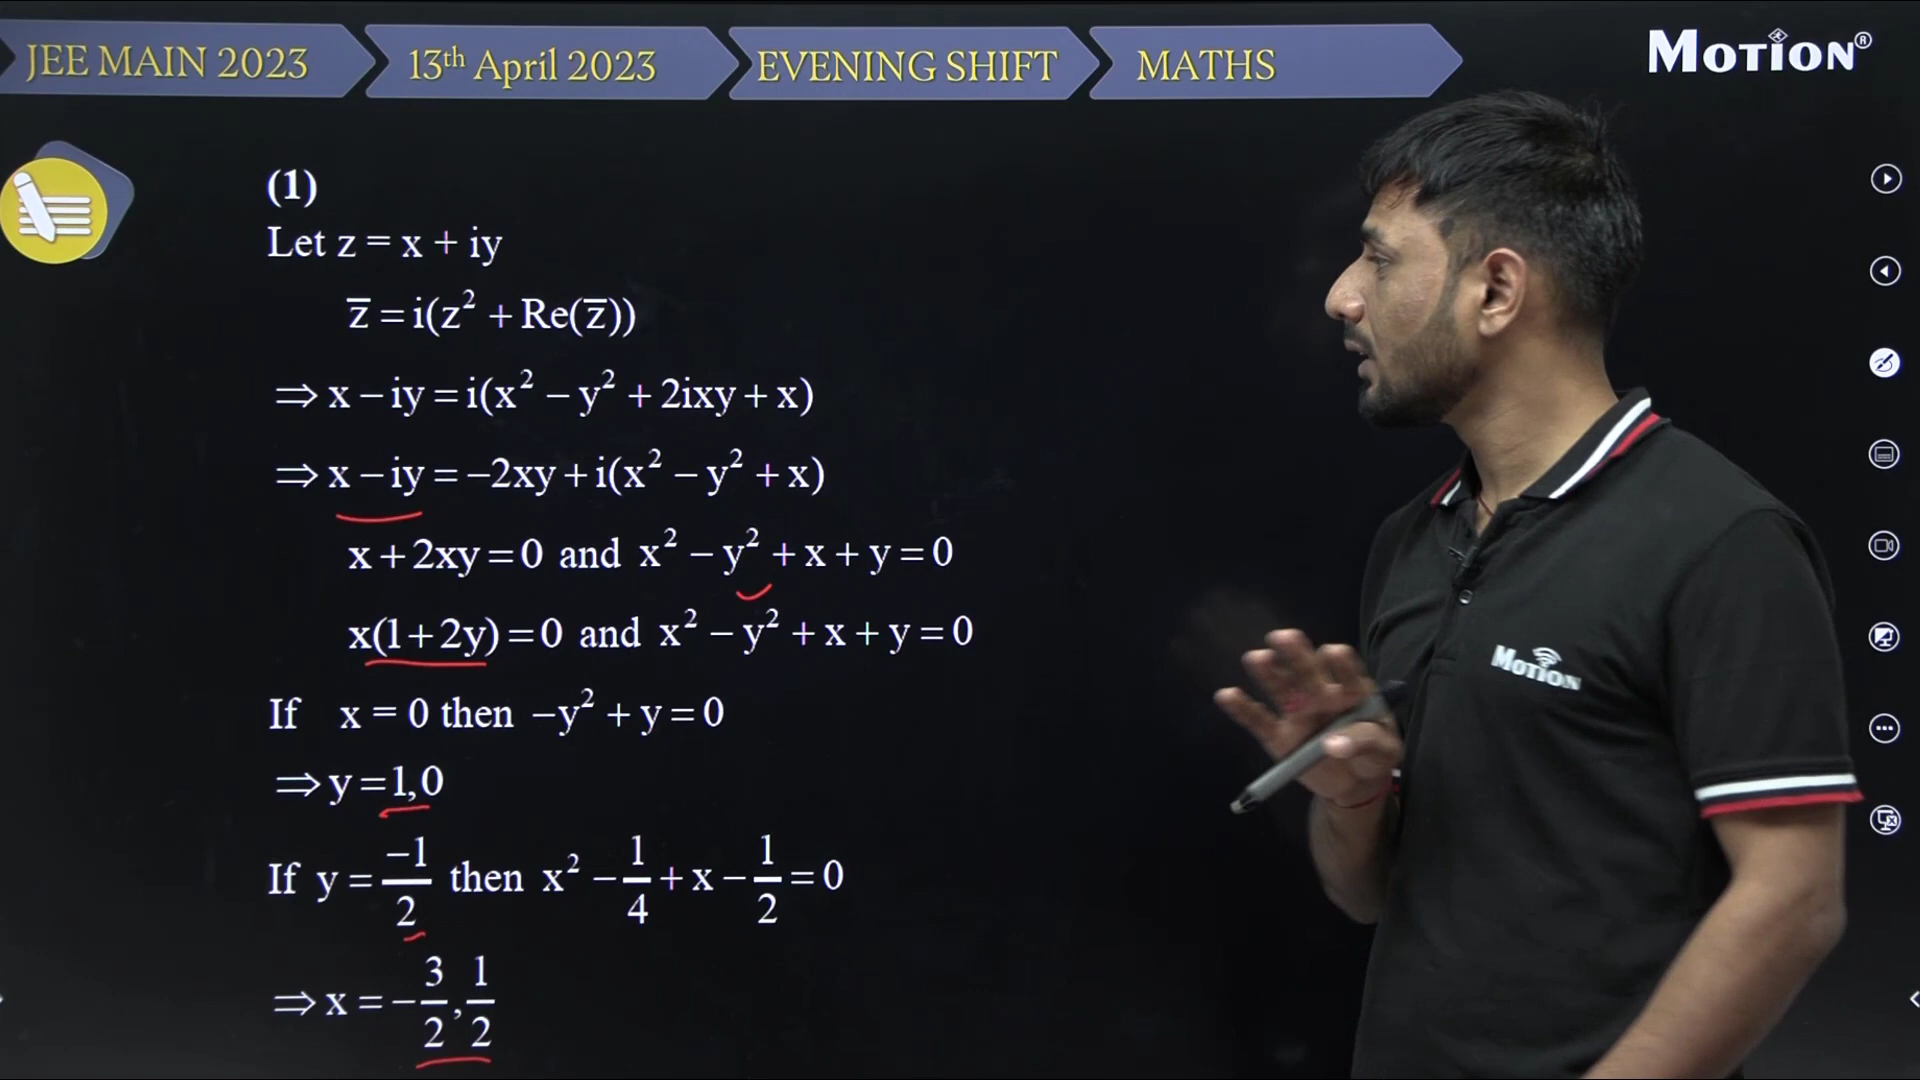 JEE MAIN 2023 13th April 2023 EVENING SHIFT MATHS MOTION®
(1)
Let z = x + iy
z̅ = i(z² + Re(z̅))
⇒ x – iy = i(x² – y² + 2ixy + x)
⇒ x – iy = –2xy + i(x² – y² + x)
x + 2xy = 0 and x² – y² + x + y = 0
x(1 + 2y) = 0 and x² – y² + x + y = 0
If x = 0 then –y² + y = 0
⇒ y = 1,0
If y = –1/2 then x² – 1/4 + x – 1/2 = 0
⇒ x = –3/2, 1/2
MOTION